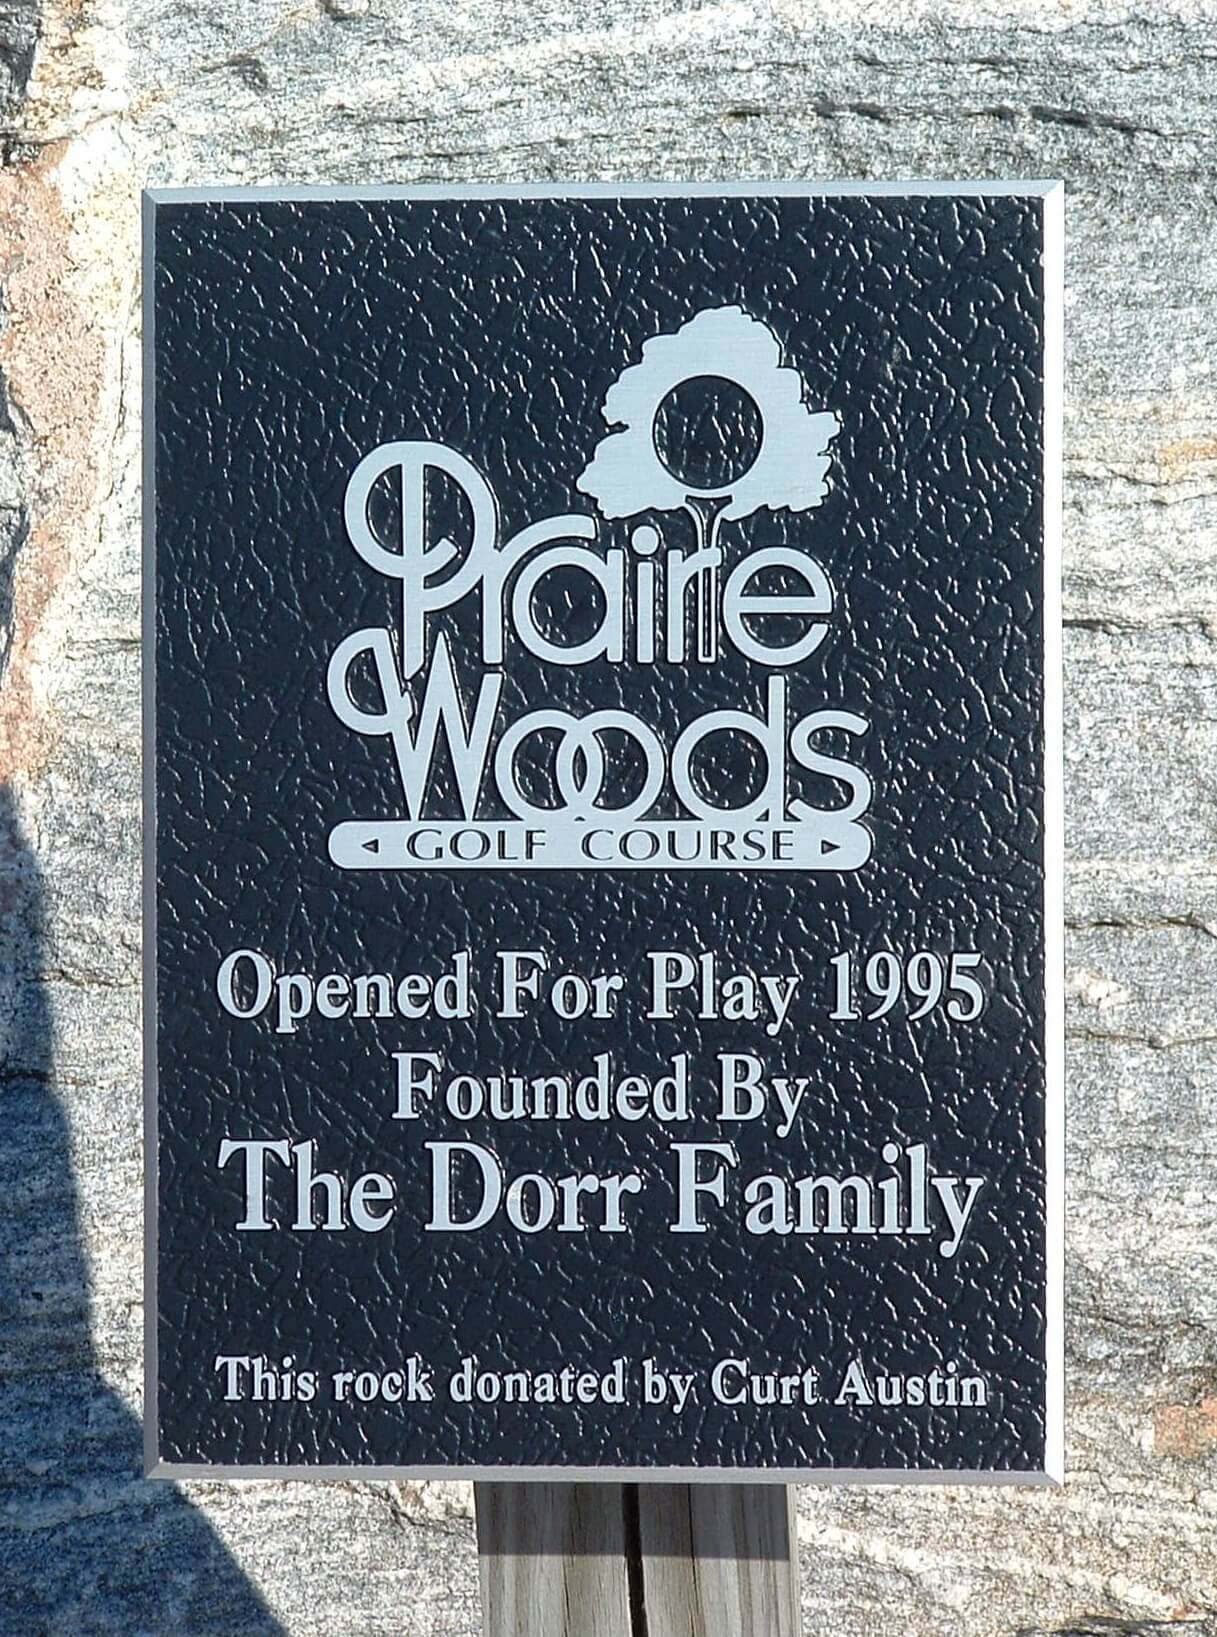 Prairie
Woods
GOLF COURSE
Opened For Play 1995
Founded By
The Dorr Family
This rock donated by Curt Austin